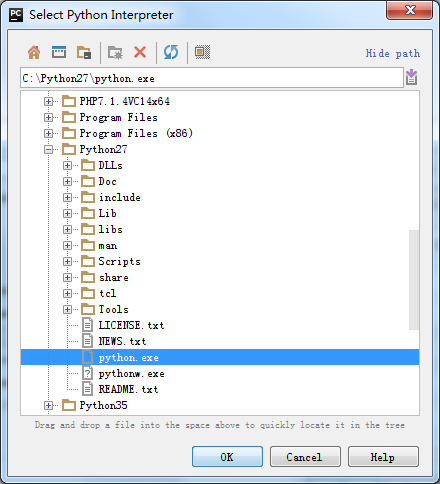 PC Select Python Interpreter
Hide path
C:\Python27\python.exe
PHP7.1.4VC14x64
Program Files
Program Files (x86)
Python27
DLLs
Doc
include
Lib
libs
man
Scripts
share
tcl
Tools
LICENSE.txt
NEWS.txt
python.exe
pythonw.exe
README.txt
Python35
Drag and drop a file into the space above to quickly locate it in the tree
OK Cancel Help